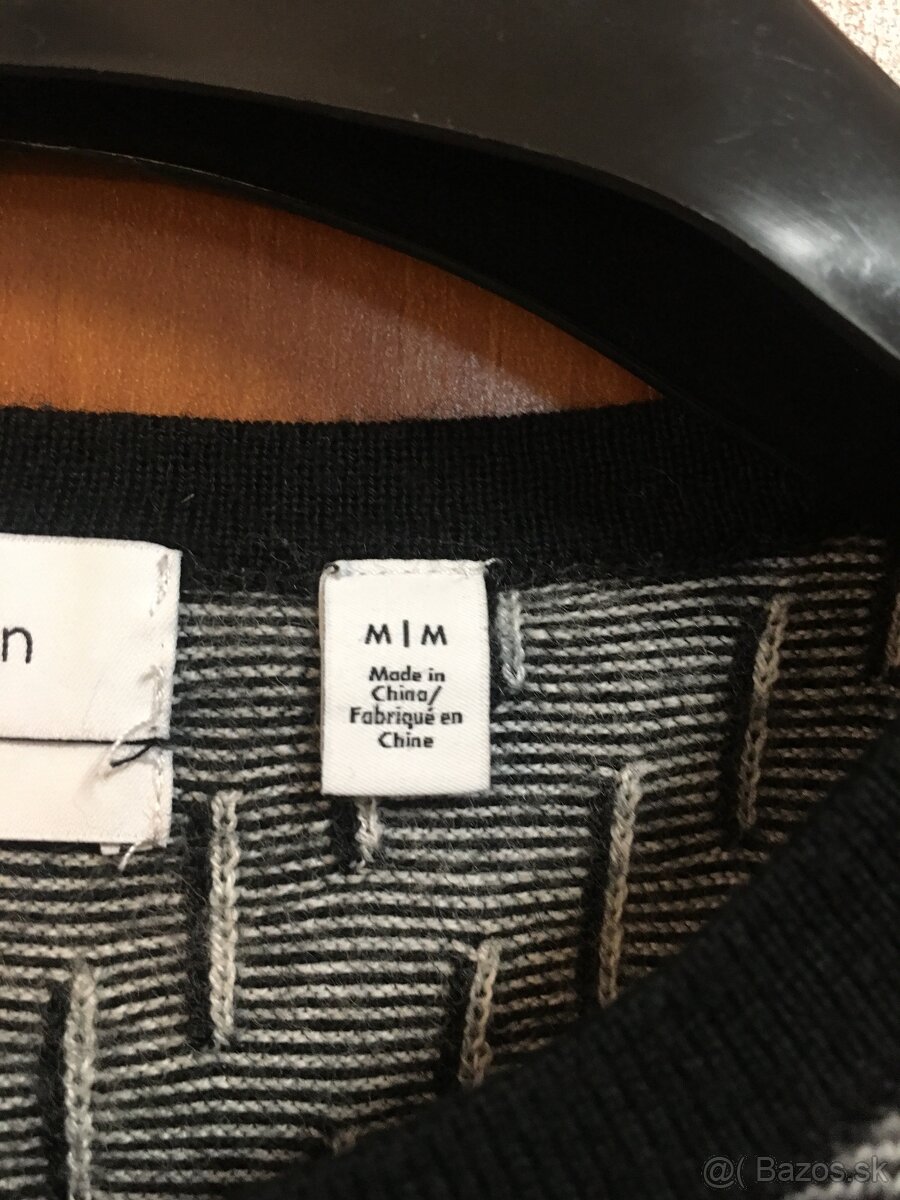 n
M | M
Made in
China/
Fabriqué en
Chine
@( Bazos.sk